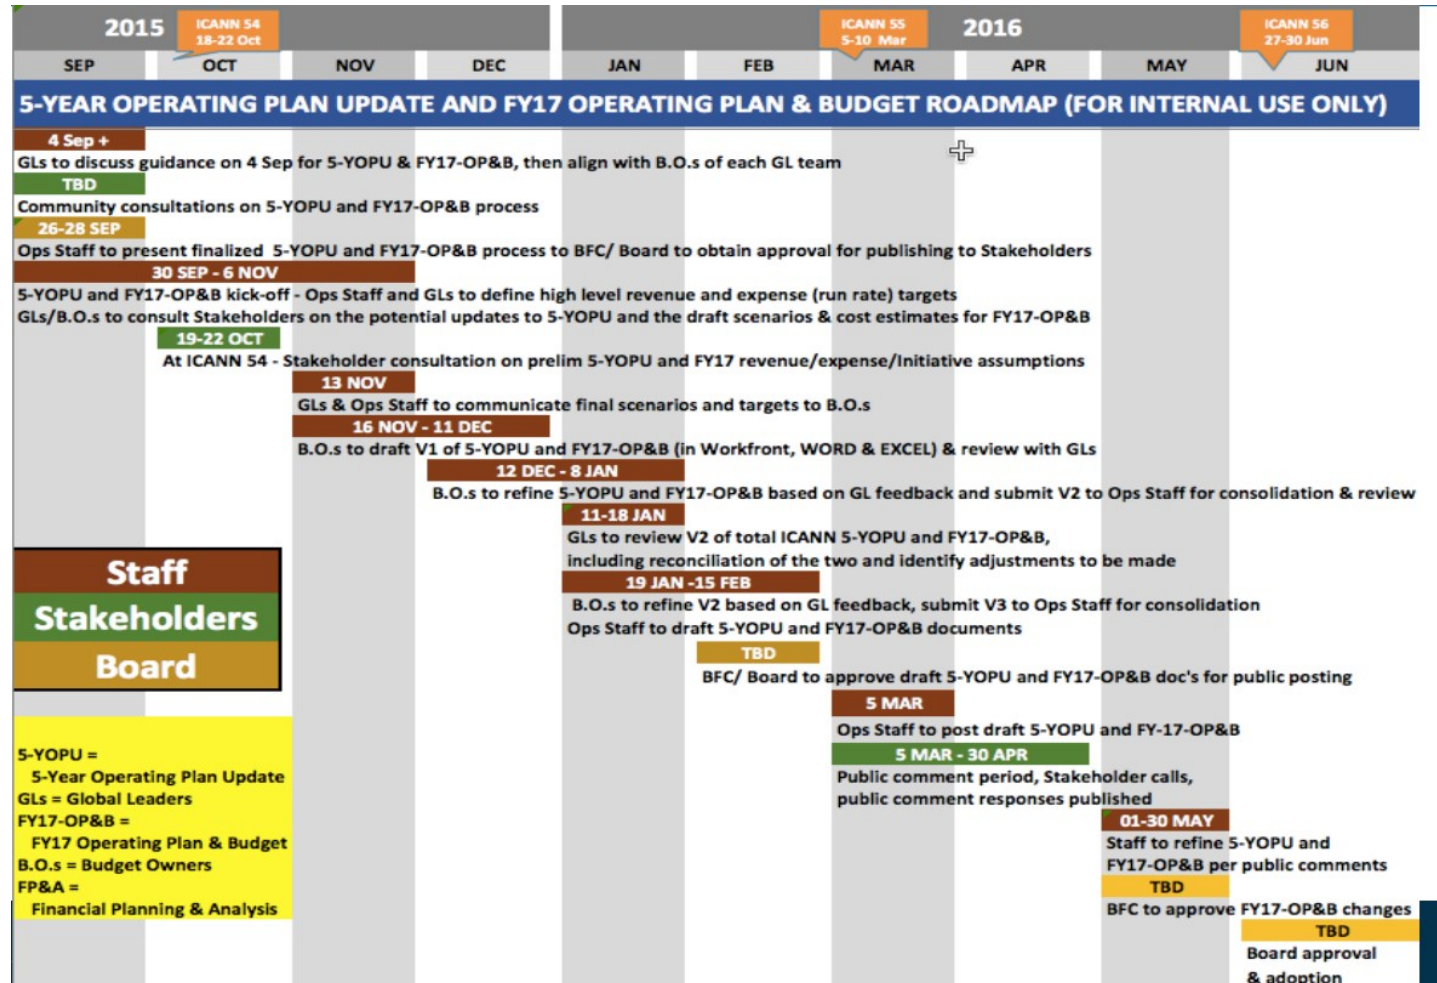 2015
ICANN 54
18-22 Oct
ICANN 55
5-10 Mar
2016
ICANN 56
27-30 Jun
SEP OCT NOV DEC JAN FEB MAR APR MAY JUN
5-YEAR OPERATING PLAN UPDATE AND FY17 OPERATING PLAN & BUDGET ROADMAP (FOR INTERNAL USE ONLY)
4 Sep +
GLs to discuss guidance on 4 Sep for 5-YOPU & FY17-OP&B, then align with B.O.s of each GL team
TBD
Community consultations on 5-YOPU and FY17-OP&B process
26-28 SEP
Ops Staff to present finalized 5-YOPU and FY17-OP&B process to BFC/ Board to obtain approval for publishing to Stakeholders
30 SEP - 6 NOV
5-YOPU and FY17-OP&B kick-off - Ops Staff and GLs to define high level revenue and expense (run rate) targets
GLs/B.O.s to consult Stakeholders on the potential updates to 5-YOPU and the draft scenarios & cost estimates for FY17-OP&B
19-22 OCT
At ICANN 54 - Stakeholder consultation on prelim 5-YOPU and FY17 revenue/expense/Initiative assumptions
13 NOV
GLs & Ops Staff to communicate final scenarios and targets to B.O.s
16 NOV - 11 DEC
B.O.s to draft V1 of 5-YOPU and FY17-OP&B (in Workfront, WORD & EXCEL) & review with GLs
12 DEC - 8 JAN
B.O.s to refine 5-YOPU and FY17-OP&B based on GL feedback and submit V2 to Ops Staff for consolidation & review
11-18 JAN
GLs to review V2 of total ICANN 5-YOPU and FY17-OP&B,
including reconciliation of the two and identify adjustments to be made
19 JAN -15 FEB
B.O.s to refine V2 based on GL feedback, submit V3 to Ops Staff for consolidation
Ops Staff to draft 5-YOPU and FY17-OP&B documents
TBD
BFC/ Board to approve draft 5-YOPU and FY17-OP&B doc's for public posting
5 MAR
Ops Staff to post draft 5-YOPU and FY-17-OP&B
5 MAR - 30 APR
Public comment period, Stakeholder calls,
public comment responses published
01-30 MAY
Staff to refine 5-YOPU and
FY17-OP&B per public comments
TBD
BFC to approve FY17-OP&B changes
TBD
Board approval
& adoption
Staff
Stakeholders
Board
5-YOPU =
5-Year Operating Plan Update
GLs = Global Leaders
FY17-OP&B =
FY17 Operating Plan & Budget
B.O.s = Budget Owners
FP&A =
Financial Planning & Analysis